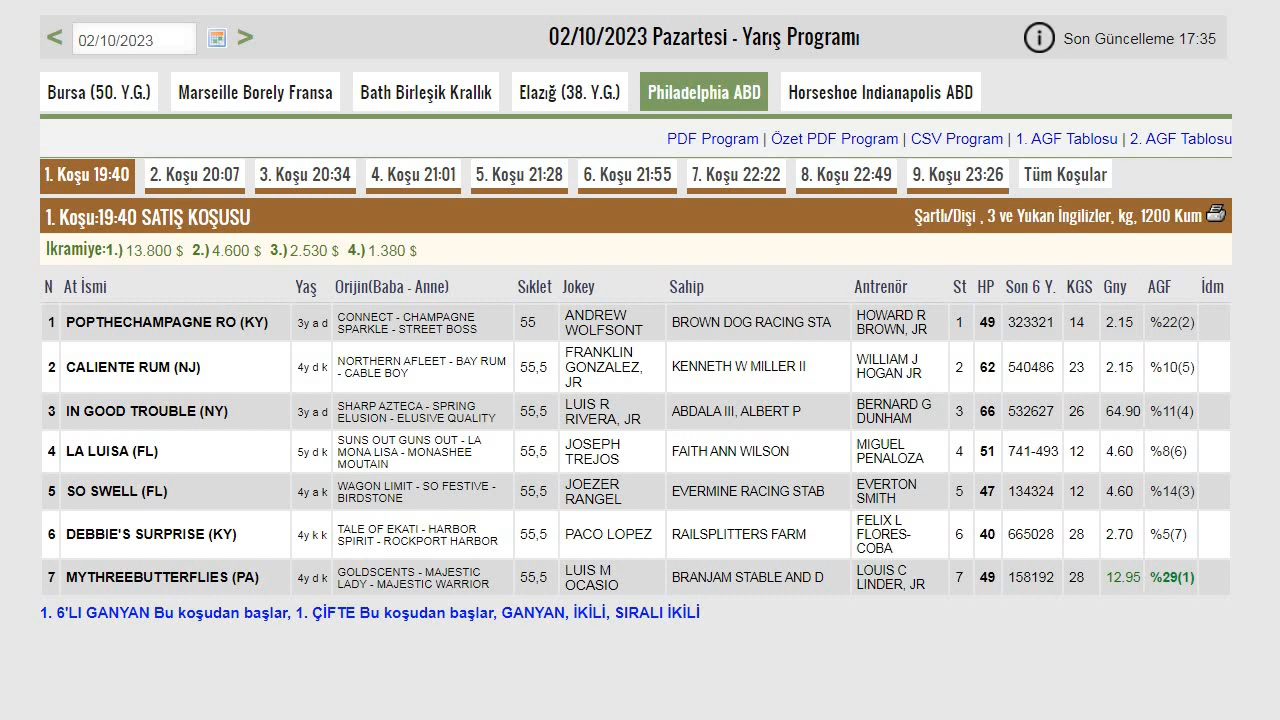 < 02/10/2023 > 02/10/2023 Pazartesi - Yarış Programı Son Güncelleme 17:35
Bursa (50. Y.G.) Marseille Borely Fransa Bath Birleşik Krallık Elazığ (38. Y.G.) Philadelphia ABD Horseshoe Indianapolis ABD
PDF Program | Özet PDF Program | CSV Program | 1. AGF Tablosu | 2. AGF Tablosu
1. Koşu 19:40 2. Koşu 20:07 3. Koşu 20:34 4. Koşu 21:01 5. Koşu 21:28 6. Koşu 21:55 7. Koşu 22:22 8. Koşu 22:49 9. Koşu 23:26 Tüm Koşular
1. Koşu:19:40 SATIŞ KOŞUSU Şartlı/Dişi , 3 ve Yukarı İngilizler, kg, 1200 Kum
İkramiye:1.) 13.800 $ 2.) 4.600 $ 3.) 2.530 $ 4.) 1.380 $
N At İsmi Yaş Orijin(Baba - Anne) Sıklet Jokey Sahip Antrenör St HP Son 6 Y. KGS Gny AGF İdm
1 POPTHECHAMPAGNE RO (KY) 3y a d CONNECT - CHAMPAGNE SPARKLE - STREET BOSS 55 ANDREW WOLFSONT BROWN DOG RACING STA HOWARD R BROWN, JR 1 49 323321 14 2.15 %22(2)
2 CALIENTE RUM (NJ) 4y d k NORTHERN AFLEET - BAY RUM - CABLE BOY 55,5 FRANKLIN GONZALEZ, JR KENNETH W MILLER II WILLIAM J HOGAN JR 2 62 540486 23 2.15 %10(5)
3 IN GOOD TROUBLE (NY) 3y a d SHARP AZTECA - SPRING ELUSION - ELUSIVE QUALITY 55,5 LUIS R RIVERA, JR ABDALA III, ALBERT P BERNARD G DUNHAM 3 66 532627 26 64.90 %11(4)
4 LA LUISA (FL) 5y d k SUNS OUT GUNS OUT - LA MONA LISA - MONASHEE MOUTAIN 55,5 JOSEPH TREJOS FAITH ANN WILSON MIGUEL PENALOZA 4 51 741-493 12 4.60 %8(6)
5 SO SWELL (FL) 4y a k WAGON LIMIT - SO FESTIVE - BIRDSTONE 55,5 JOEZER RANGEL EVERMINE RACING STAB EVERTON SMITH 5 47 134324 12 4.60 %14(3)
6 DEBBIE'S SURPRISE (KY) 4y k k TALE OF EKATI - HARBOR SPIRIT - ROCKPORT HARBOR 55,5 PACO LOPEZ RAILSPLITTERS FARM FELIX L FLORES-COBA 6 40 665028 28 2.70 %5(7)
7 MYTHREEBUTTERFLIES (PA) 4y d k GOLDSCENTS - MAJESTIC LADY - MAJESTIC WARRIOR 55,5 LUIS M OCASIO BRANJAM STABLE AND D LOUIS C LINDER, JR 7 49 158192 28 12.95 %29(1)
1. 6'LI GANYAN Bu koşudan başlar, 1. ÇİFTE Bu koşudan başlar, GANYAN, İKİLİ, SIRALI İKİLİ